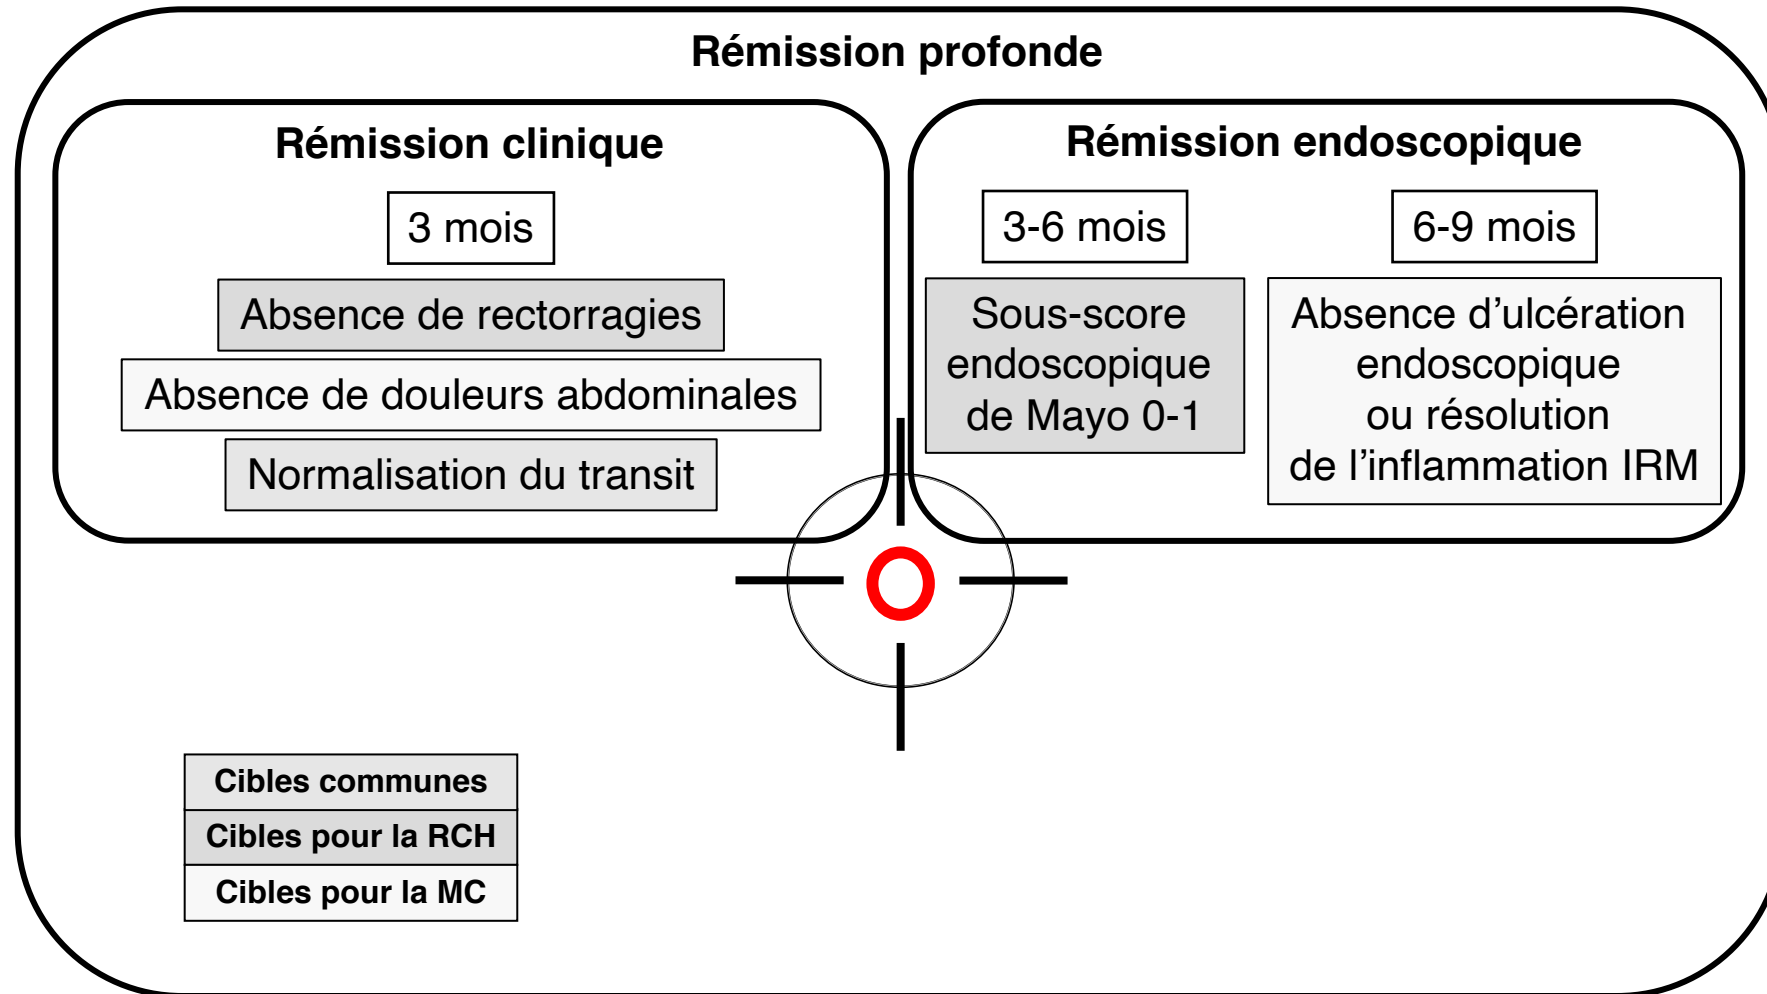 Rémission profonde
Rémission clinique
3 mois
Absence de rectorragies
Absence de douleurs abdominales
Normalisation du transit
Rémission endoscopique
3-6 mois
Sous-score
endoscopique
de Mayo 0-1
6-9 mois
Absence d'ulcération
endoscopique
ou résolution
de l'inflammation IRM
Cibles communes
Cibles pour la RCH
Cibles pour la MC